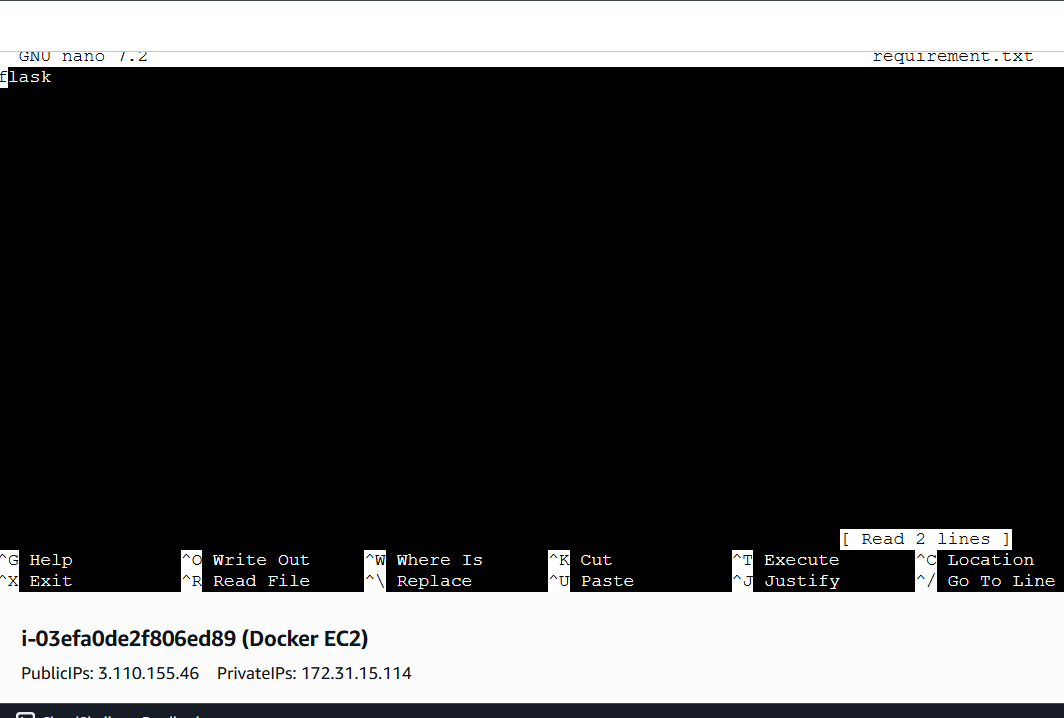 GNU nano 7.2 requirement.txt
flask
[ Read 2 lines ]
^G Help ^O Write Out ^W Where Is ^K Cut ^T Execute ^C Location
^X Exit ^R Read File ^\ Replace ^U Paste ^J Justify ^/ Go To Line
i-03efa0de2f806ed89 (Docker EC2)
PublicIPs: 3.110.155.46 PrivateIPs: 172.31.15.114